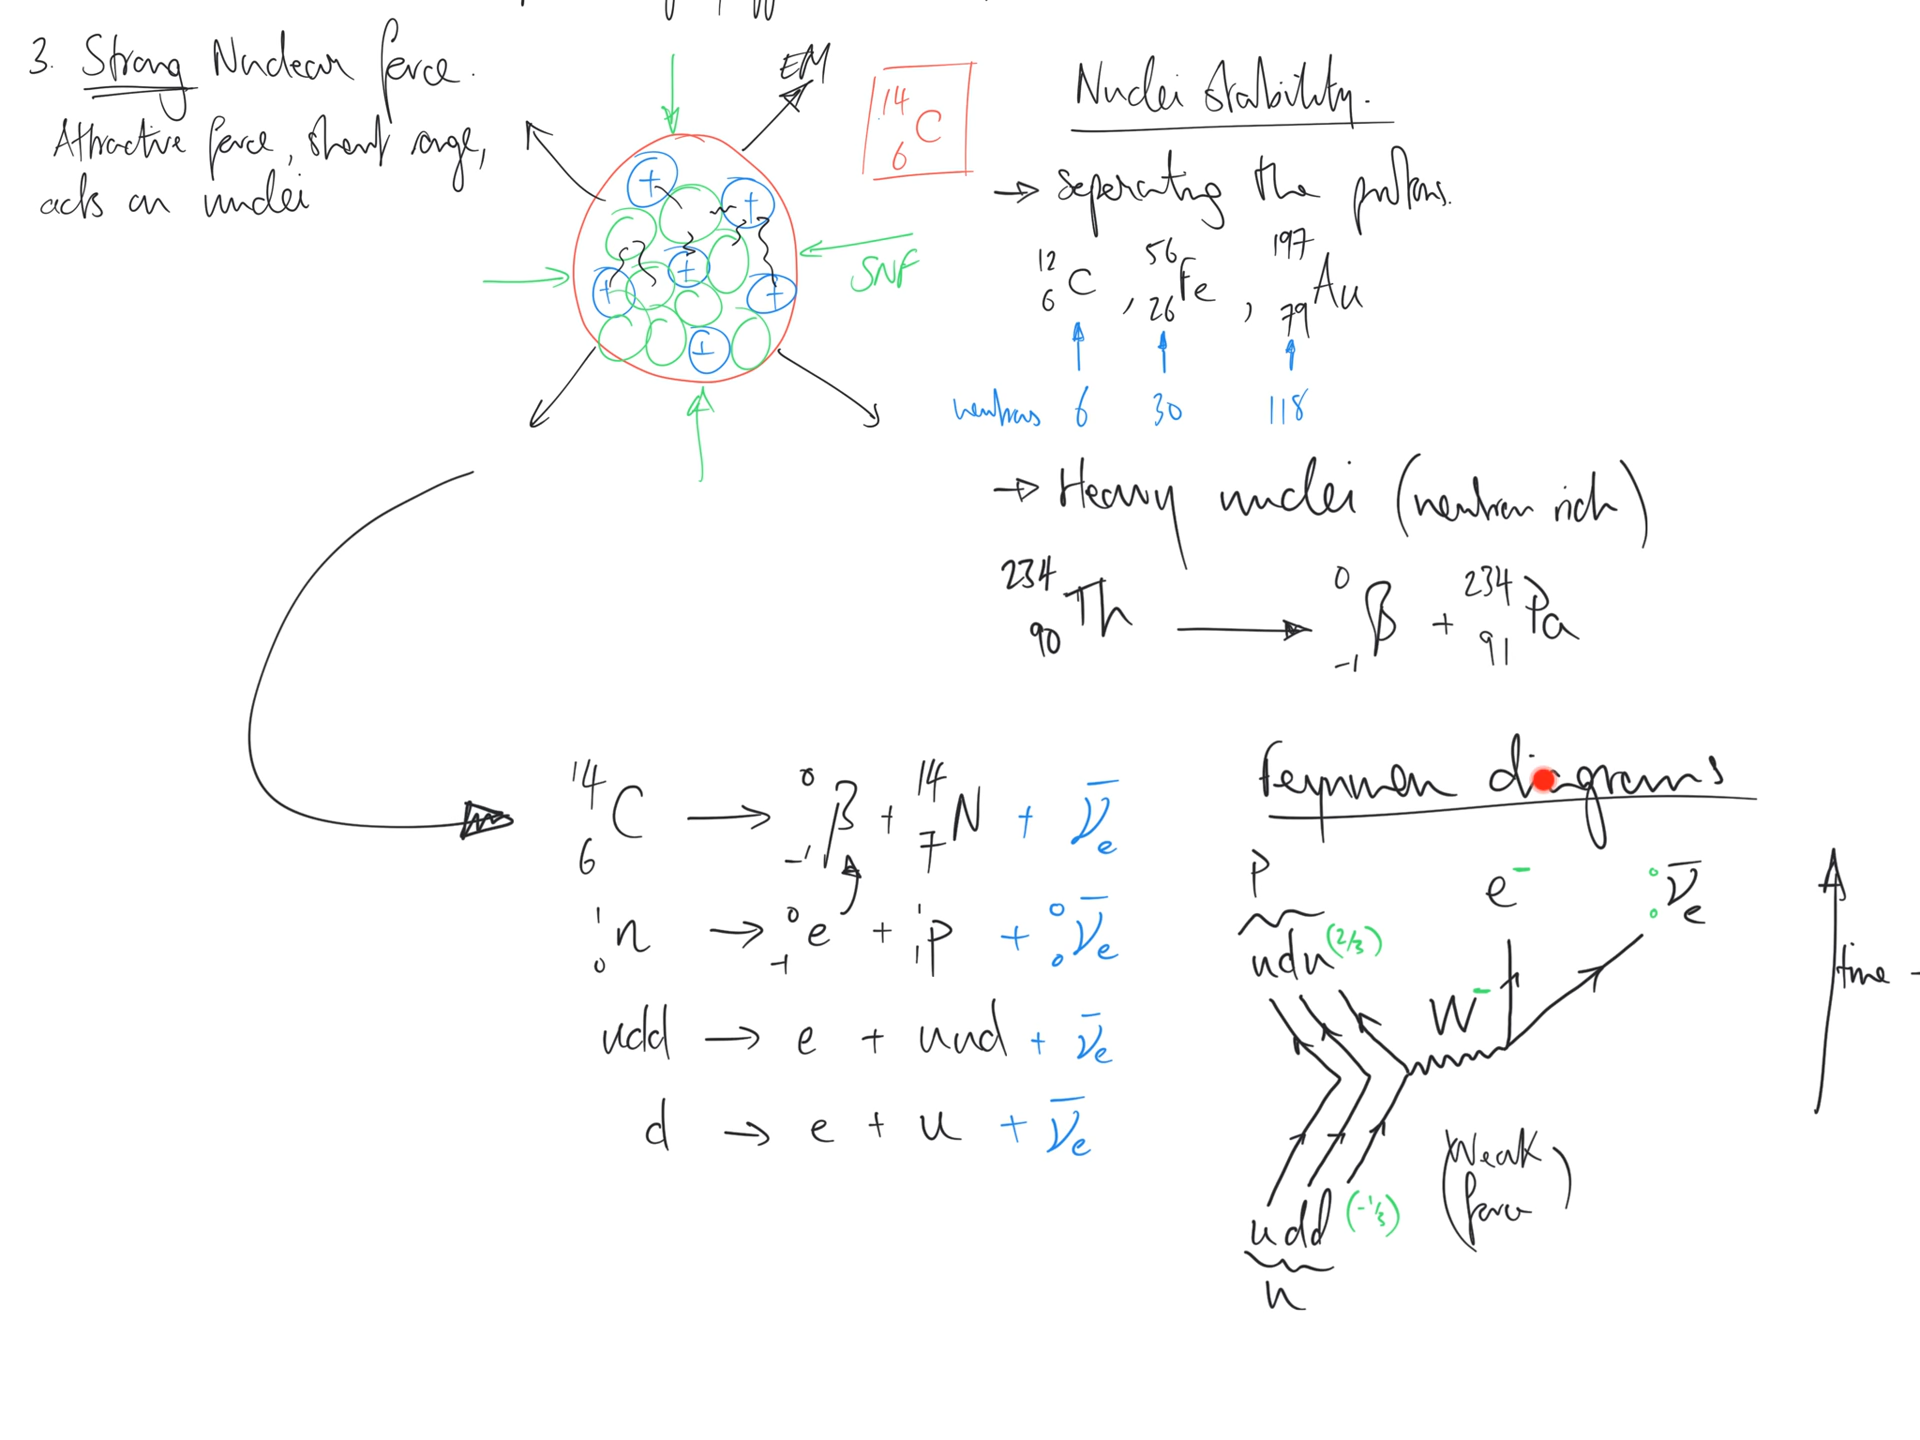 3. Strong Nuclear force.
Attractive force, short range,
acts on nuclei
EM
SNF
14 6 C
Nuclei stability.
→ seperating the protons.
12 6 C , 56 26 Fe , 197 79 Au
neutrons 6 30 118
→ Heavy nuclei (neutron rich)
234 90 Th → 0 -1 β + 234 91 Pa
14 6 C → 0 -1 β + 14 7 N + ν̄e
1 0 n → 0 -1 e + 1 1 p + 0 0 ν̄e
udd → e + uud + ν̄e
d → e + u + ν̄e
Feynman diagrams
p e⁻ 0 0 ν̄e
udu (2/3)
W⁻
time
(Weak
force)
udd (-1/3)
n